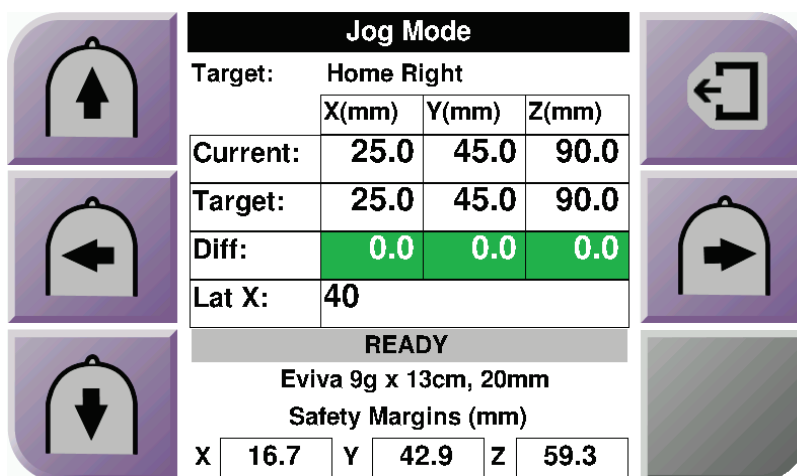 Jog Mode
Target: Home Right
X(mm) Y(mm) Z(mm)
Current: 25.0 45.0 90.0
Target: 25.0 45.0 90.0
Diff: 0.0 0.0 0.0
Lat X: 40
READY
Eviva 9g x 13cm, 20mm
Safety Margins (mm)
X 16.7 Y 42.9 Z 59.3